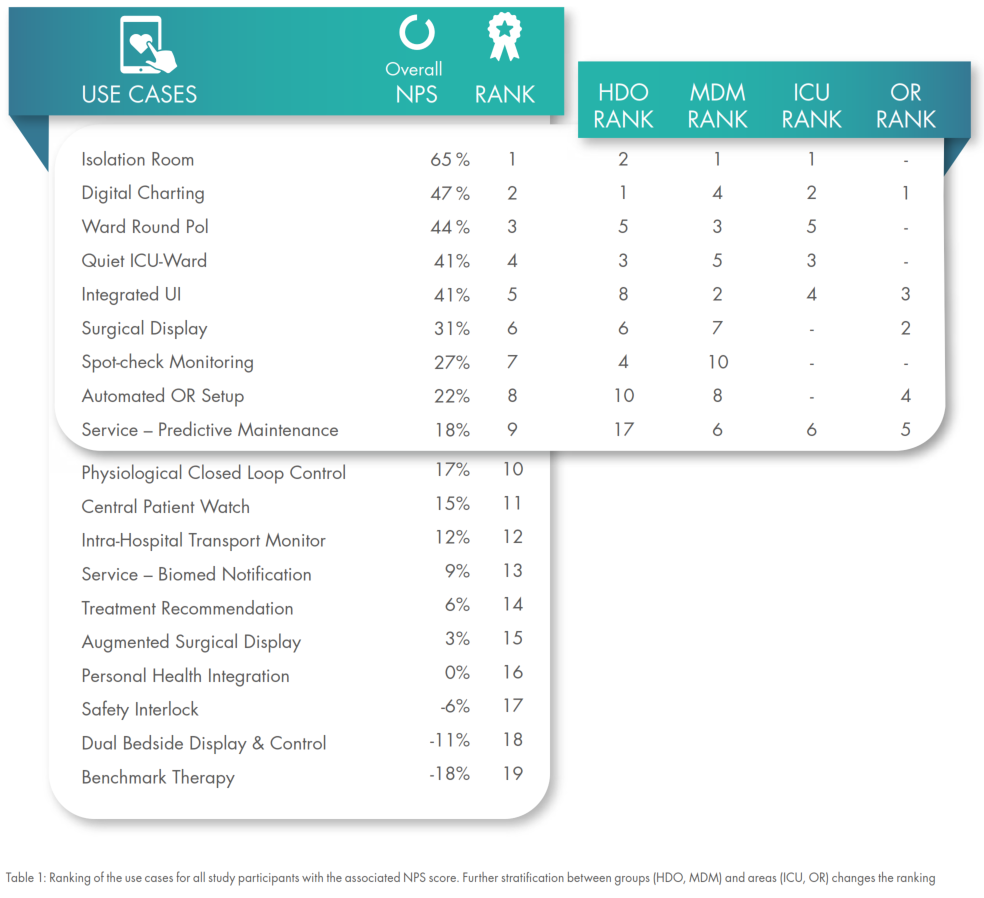 USE CASES Overall NPS RANK HDO RANK MDM RANK ICU RANK OR RANK
Isolation Room 65 % 1 2 1 1 -
Digital Charting 47 % 2 1 4 2 1
Ward Round Pol 44 % 3 5 3 5 -
Quiet ICU-Ward 41% 4 3 5 3 -
Integrated UI 41% 5 8 2 4 3
Surgical Display 31% 6 6 7 - 2
Spot-check Monitoring 27% 7 4 10 - -
Automated OR Setup 22% 8 10 8 - 4
Service – Predictive Maintenance 18% 9 17 6 6 5
Physiological Closed Loop Control 17% 10
Central Patient Watch 15% 11
Intra-Hospital Transport Monitor 12% 12
Service – Biomed Notification 9% 13
Treatment Recommendation 6% 14
Augmented Surgical Display 3% 15
Personal Health Integration 0% 16
Safety Interlock -6% 17
Dual Bedside Display & Control -11% 18
Benchmark Therapy -18% 19
Table 1: Ranking of the use cases for all study participants with the associated NPS score. Further stratification between groups (HDO, MDM) and areas (ICU, OR) changes the ranking